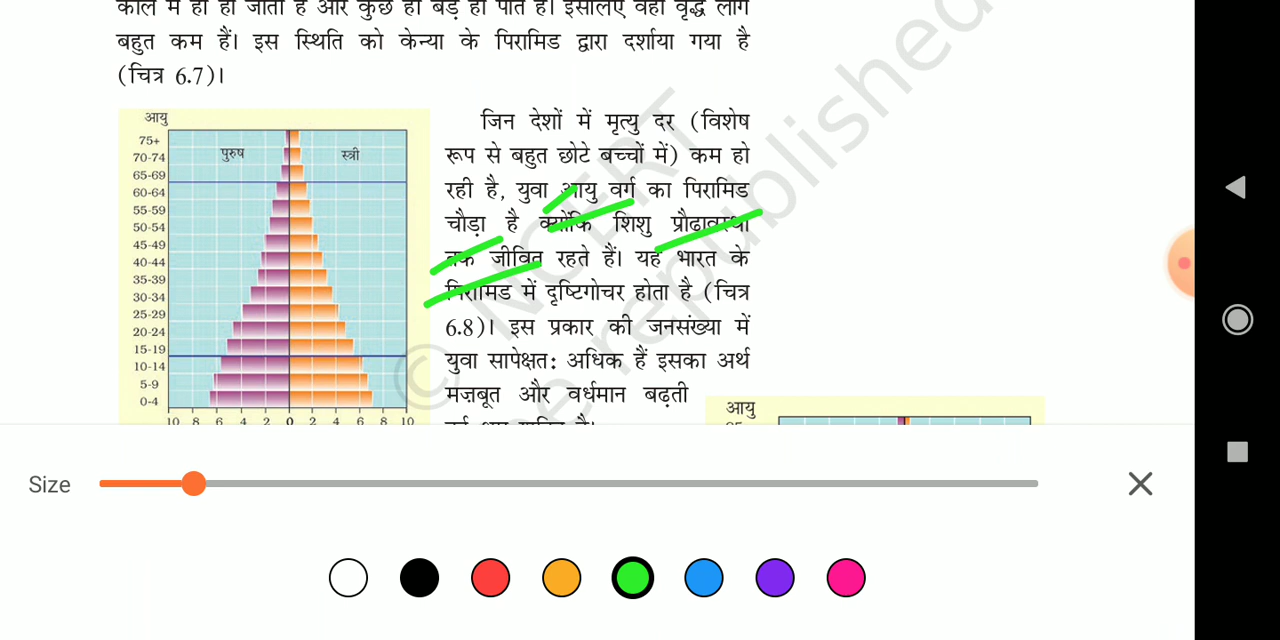 काल में ही हो जाती है और कुछ ही बड़े हो पाते हैं। इसलिए वहाँ वृद्ध लोग
बहुत कम हैं। इस स्थिति को केन्या के पिरामिड द्वारा दर्शाया गया है
(चित्र 6.7)।
आयु
75+
70-74
65-69
60-64
55-59
50-54
45-49
40-44
35-39
30-34
25-29
20-24
15-19
10-14
5-9
0-4
पुरुष
स्त्री
10 8 6 4 2 0 2 4 6 8 10
जिन देशों में मृत्यु दर (विशेष
रूप से बहुत छोटे बच्चों में) कम हो
रही है, युवा आयु वर्ग का पिरामिड
चौड़ा है क्योंकि शिशु प्रौढावस्था
तक जीवित रहते हैं। यह भारत के
पिरामिड में दृष्टिगोचर होता है (चित्र
6.8)। इस प्रकार की जनसंख्या में
युवा सापेक्षत: अधिक हैं इसका अर्थ
मज़बूत और वर्धमान बढ़ती
आयु
© NCERT
be republished
Size